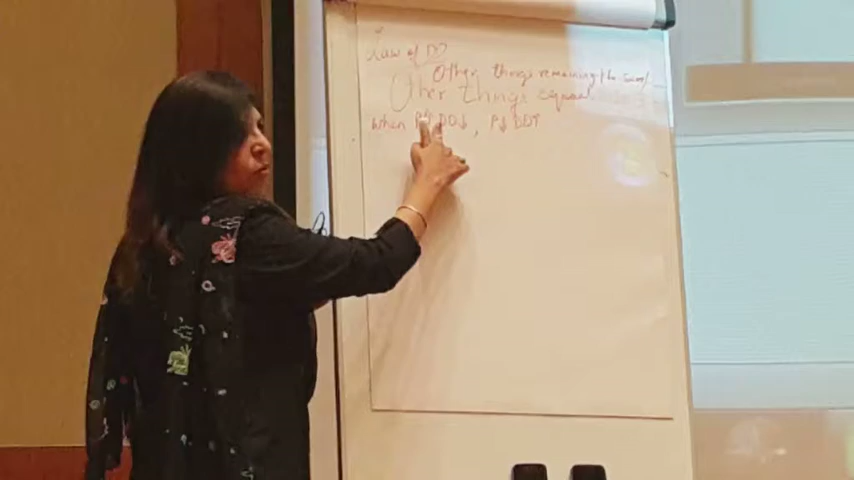 Law of DD
Other things remaining the same/
Other things equal.
When P↑ DD↓, P↓ DD↑